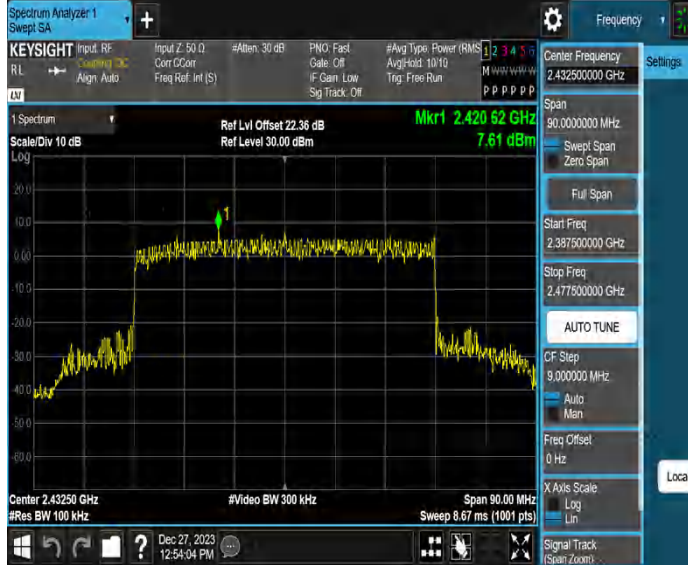 Spectrum Analyzer 1
Swept SA
+
Frequency
KEYSIGHT
RL
Input: RF
Coupling: DC
Align: Auto
Input Z: 50 Ω
Corr CCorr
Freq Ref: Int (S)
#Atten: 30 dB
PNO: Fast
Gate: Off
IF Gain: Low
Sig Track: Off
#Avg Type: Power (RMS
Avg|Hold: 10/10
Trig: Free Run
1 2 3 4 5 6
M W W W W W
P P P P P P
LXI
1 Spectrum
Scale/Div 10 dB
Ref Lvl Offset 22.36 dB
Ref Level 30.00 dBm
Mkr1 2.420 62 GHz
7.61 dBm
Log
20.0
10.0
0.00
-10.0
-20.0
-30.0
-40.0
-50.0
-60.0
1
Center 2.43250 GHz
#Res BW 100 kHz
#Video BW 300 kHz
Span 90.00 MHz
Sweep 8.67 ms (1001 pts)
?
Dec 27, 2023
12:54:04 PM
Center Frequency
2.432500000 GHz
Settings
Span
90.0000000 MHz
Swept Span
Zero Span
Full Span
Start Freq
2.387500000 GHz
Stop Freq
2.477500000 GHz
AUTO TUNE
CF Step
9.000000 MHz
Auto
Man
Freq Offset
0 Hz
X Axis Scale
Log
Lin
Loca
Signal Track
(Span Zoom)